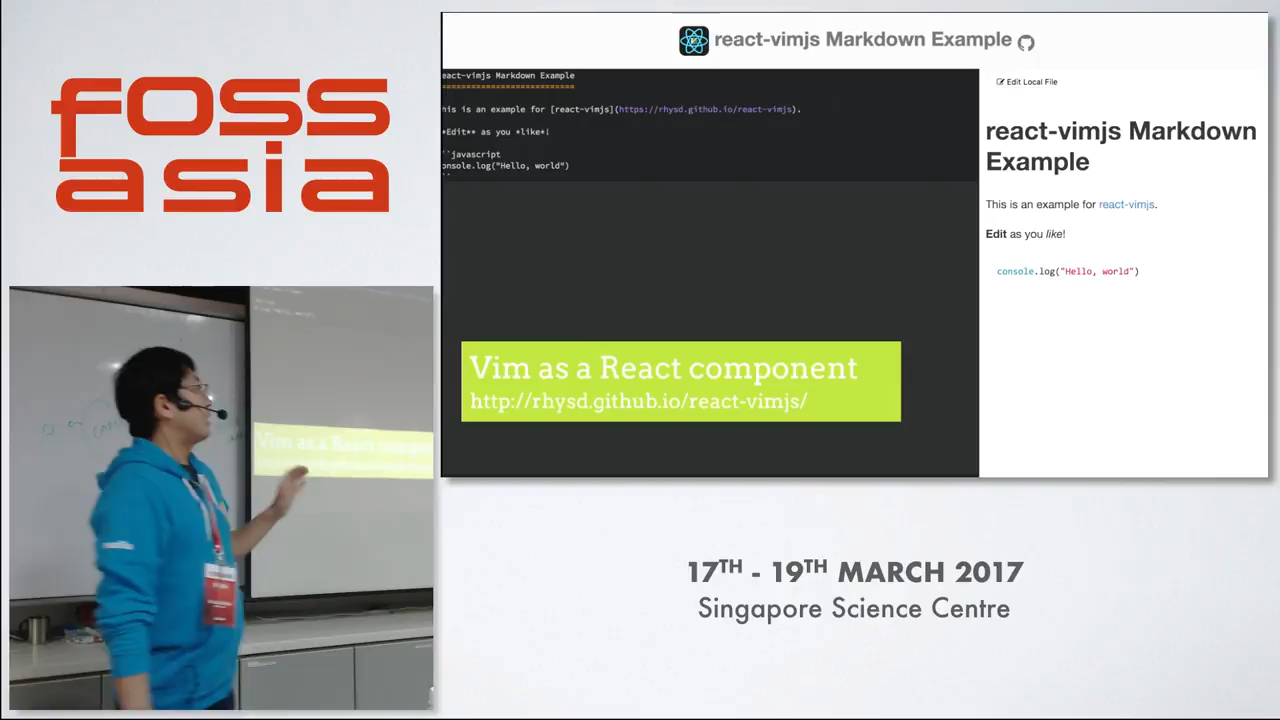 foss
asia
react-vimjs Markdown Example
eact-vimjs Markdown Example
==========================
his is an example for [react-vimjs](https://rhysd.github.io/react-vimjs).
*Edit** as you *like*!
``javascript
onsole.log("Hello, world")
``
Edit Local File
react-vimjs Markdown
Example
This is an example for react-vimjs.
Edit as you like!
console.log("Hello, world")
Vim as a React component
http://rhysd.github.io/react-vimjs/
Vim as a React
17TH - 19TH MARCH 2017
Singapore Science Centre